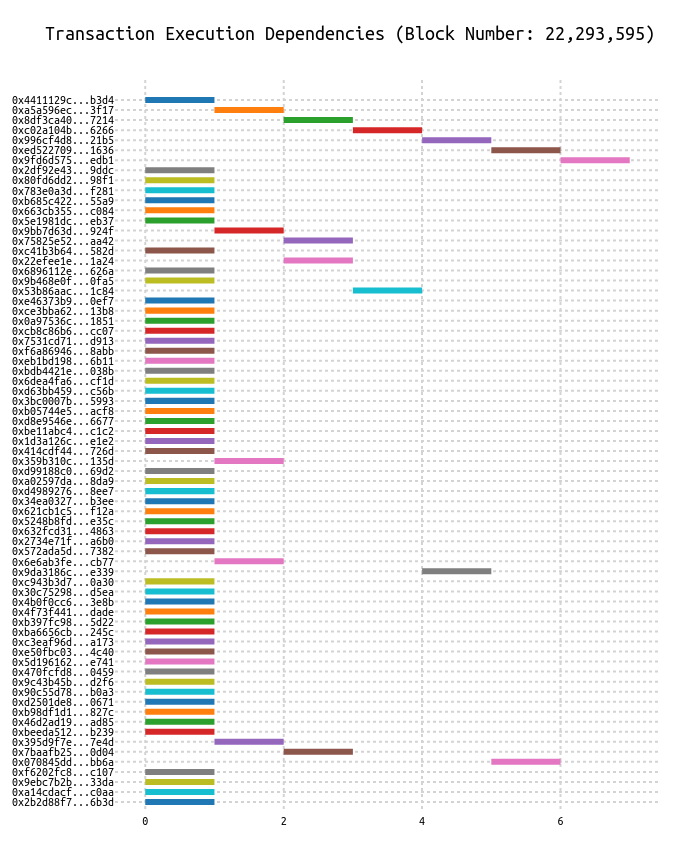 Transaction Execution Dependencies (Block Number: 22,293,595)
0x4411129c...b3d4
0xa5a596ec...3f17
0x8df3ca40...7214
0xc02a104b...6266
0x996cf4d8...21b5
0xed522709...1636
0x9fd6d575...edb1
0x2df92e43...9ddc
0x80fd6dd2...98f1
0x783e0a3d...f281
0xb685c422...55a9
0x663cb355...c084
0x5e1981dc...eb37
0x9bb7d63d...924f
0x75825e52...aa42
0xc41b3b64...582d
0x22efee1e...1a24
0x6896112e...626a
0x9b468e0f...0fa5
0x53b86aac...1c84
0xe46373b9...0ef7
0xce3bba62...13b8
0x0a97536c...1851
0xcb8c86b6...cc07
0x7531cd71...d913
0xf6a86946...8abb
0xeb1bd198...6b11
0xbdb4421e...038b
0x6dea4fa6...cf1d
0xd63bb459...c56b
0x3bc0007b...5993
0xb05744e5...acf8
0xd8e9546e...6677
0xbe11abc4...c1c2
0x1d3a126c...e1e2
0x414cdf44...726d
0x359b310c...135d
0xd99188c0...69d2
0xa02597da...8da9
0xd4989276...8ee7
0x34ea0327...b3ee
0x621cb1c5...f12a
0x5248b8fd...e35c
0x632fcd31...4863
0x2734e71f...a6b0
0x572ada5d...7382
0x6e6ab3fe...cb77
0x9da3186c...e339
0xc943b3d7...0a30
0x30c75298...d5ea
0x4b0f0cc6...3e8b
0x4f73f441...dade
0xb397fc98...5d22
0xba6656cb...245c
0xc3eaf96d...a173
0xe50fbc03...4c40
0x5d196162...e741
0x470fcfd8...0459
0x9c43b45b...d2f6
0x90c55d78...b0a3
0xd2501de8...0671
0xb98df1d1...827c
0x46d2ad19...ad85
0xbeeda512...b239
0x395d9f7e...7e4d
0x7baafb25...0d04
0x070845dd...bb6a
0xf6202fc8...c107
0x9ebc7b2b...33da
0xa14cdacf...c0aa
0x2b2d88f7...6b3d
0 2 4 6